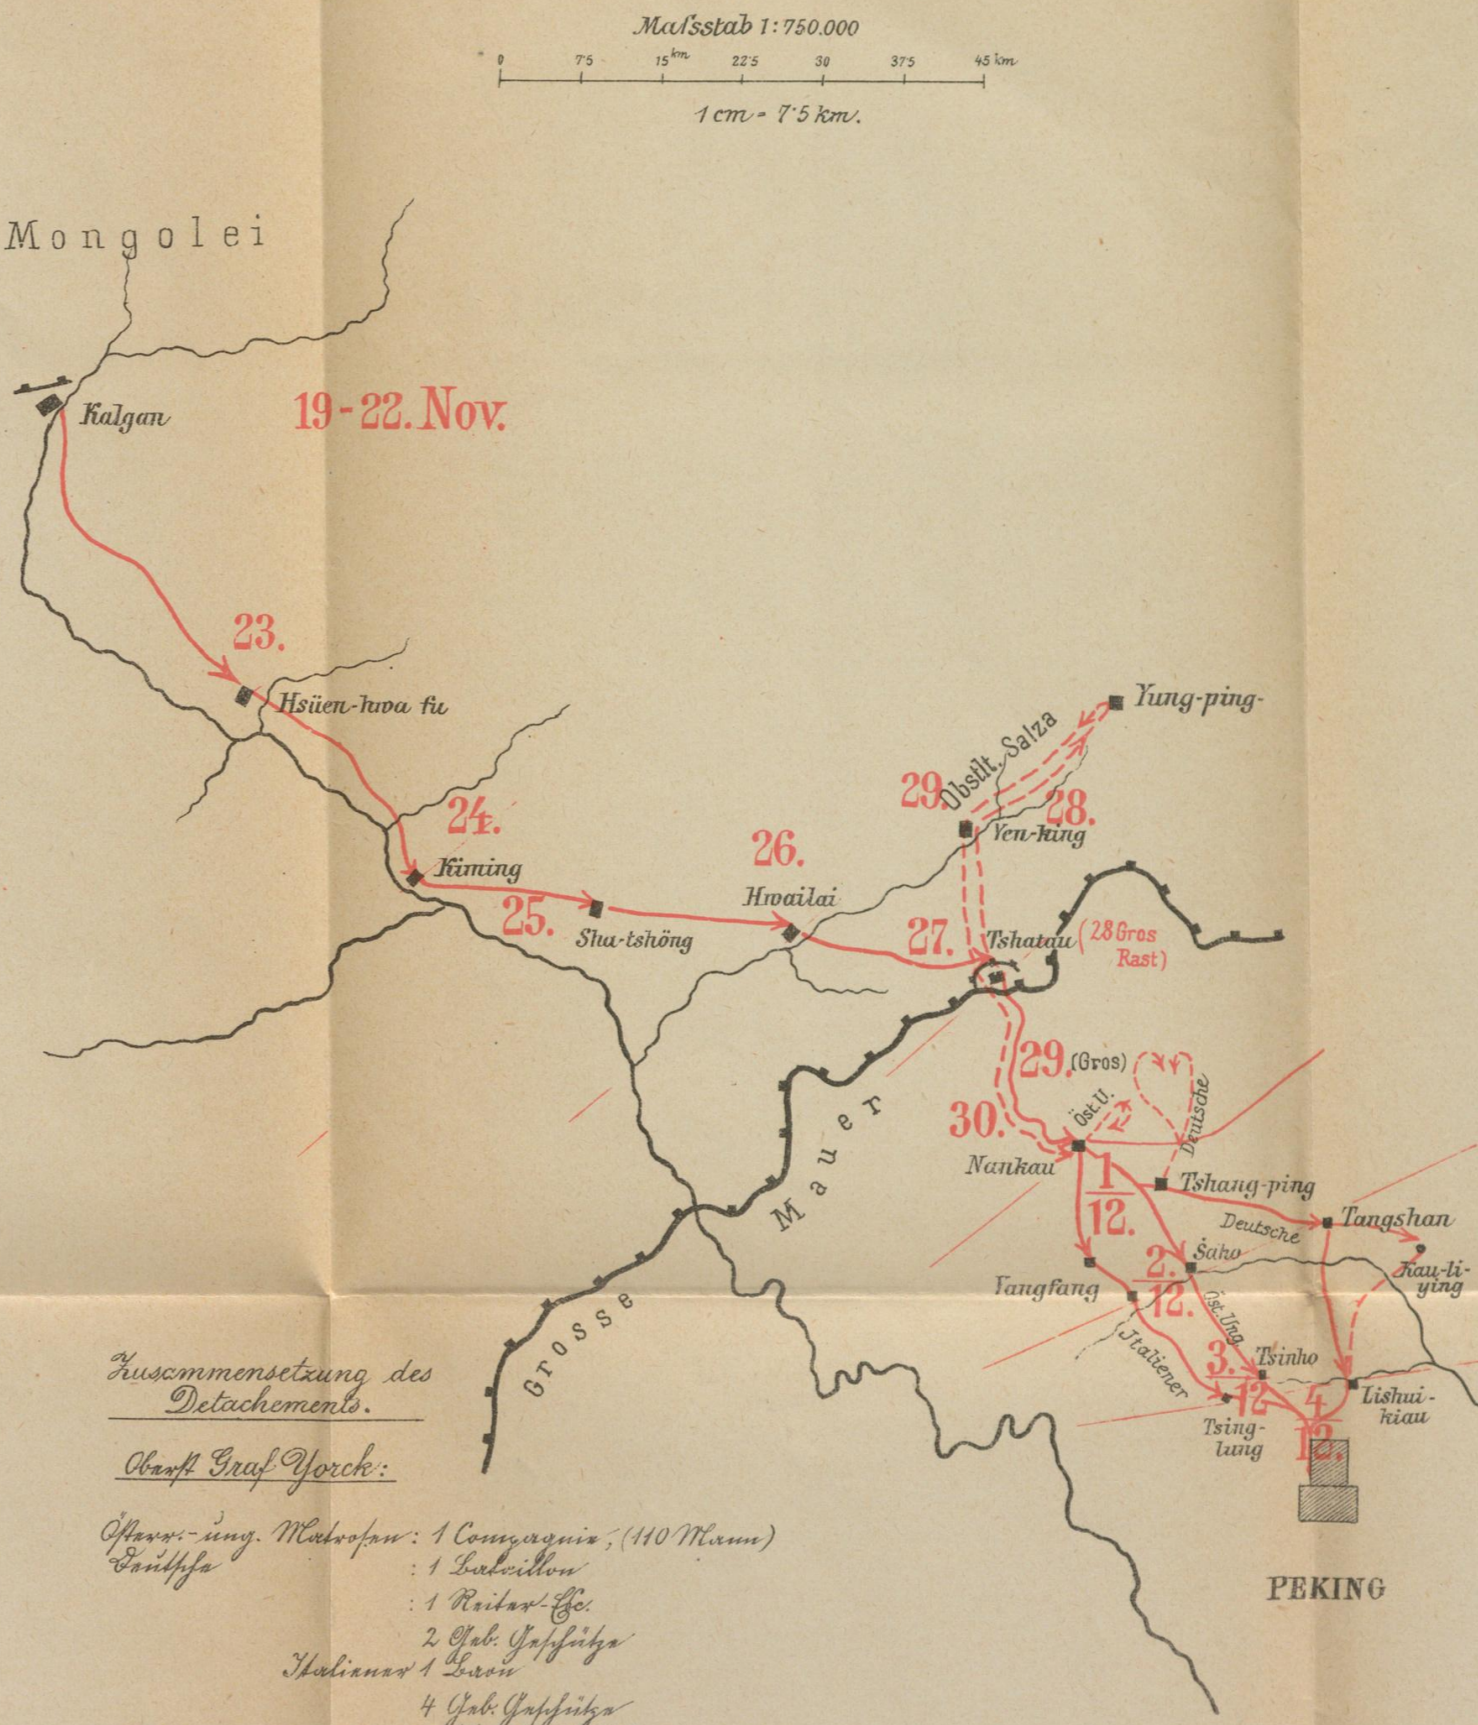 Maſsstab 1:750.000
0 7·5 15km 22·5 30 37·5 45 km
1 cm = 7·5 km.
Mongolei
Kalgan
19-22. Nov.
23.
Hsüen-hwa fu
24.
Kiming
25.
Shu-tshöng
26.
Hwailai
27.
Yung-ping-
Obstlt. Salza
29.
28.
Yen-king
Tshatau
(28 Gros
Rast)
29. (Gros)
30.
Öst.U.
Deutsche
Nankau
1
12.
Tshang-ping
Deutsche
Tangshan
Kau-li-
ying
Śaho
2.
12.
Yangfang
Öst.Ung.
Italiener
3.
12
Tsinho
Tsing-
lung
4
12.
Lishui-
kiau
PEKING
Grosse Mauer
Zusammensetzung des
Detachements.
Oberst Graf Yorck:
Österr.-ung. Matrosen: 1 Compagnie, (110 Mann)
Deutsche : 1 Bataillon
: 1 Reiter-Esc.
2 Geb. Geschütze
Italiener 1 Baon
4 Geb. Geschütze